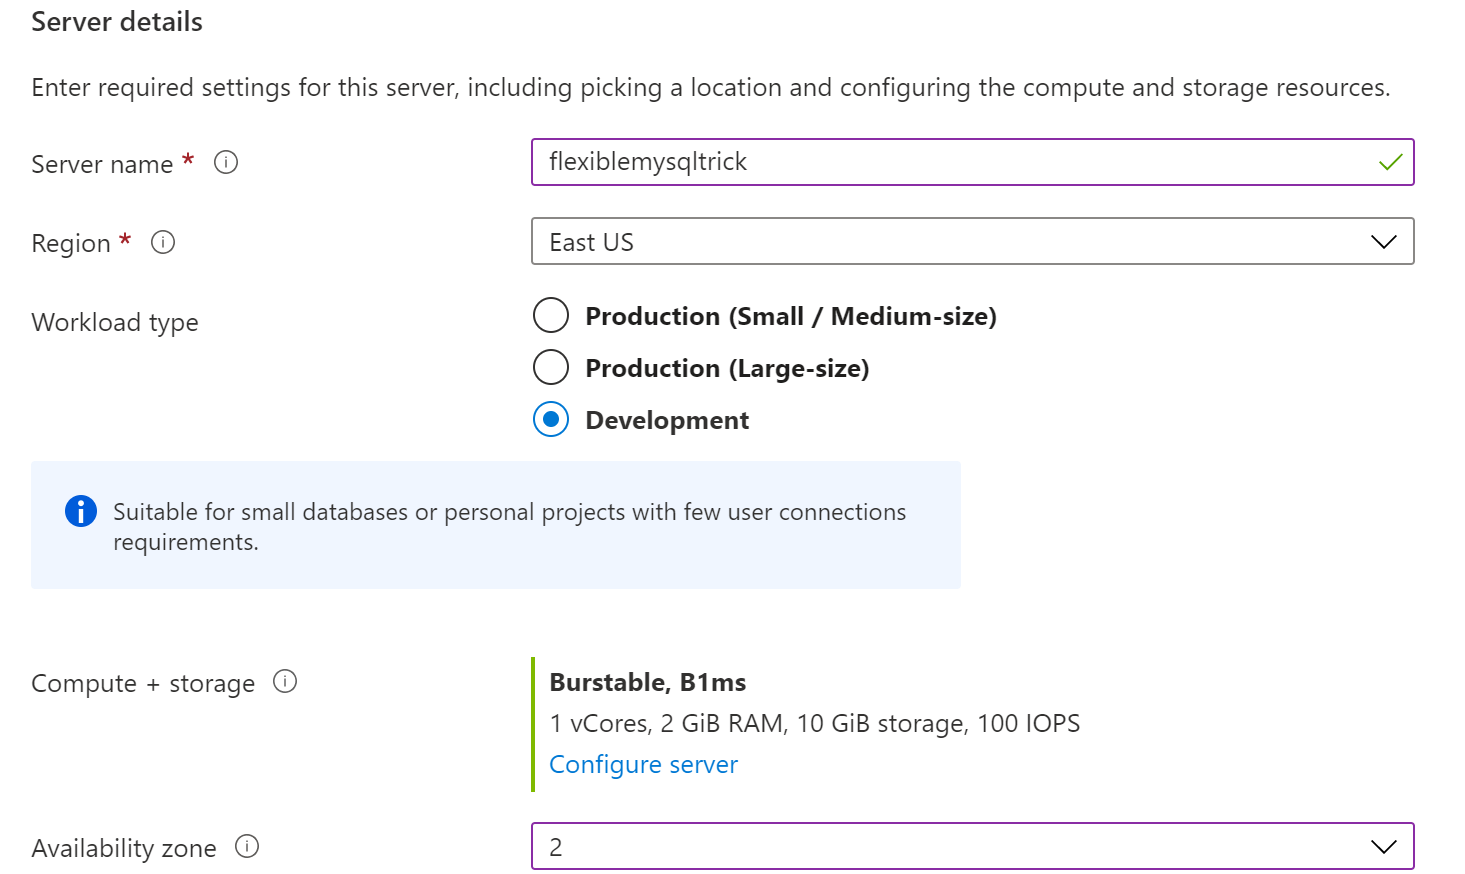 Server details
Enter required settings for this server, including picking a location and configuring the compute and storage resources.
Server name *
flexiblemysqltrick
Region *
East US
Workload type
Production (Small / Medium-size)
Production (Large-size)
Development
Suitable for small databases or personal projects with few user connections
requirements.
Compute + storage
Burstable, B1ms
1 vCores, 2 GiB RAM, 10 GiB storage, 100 IOPS
Configure server
Availability zone
2